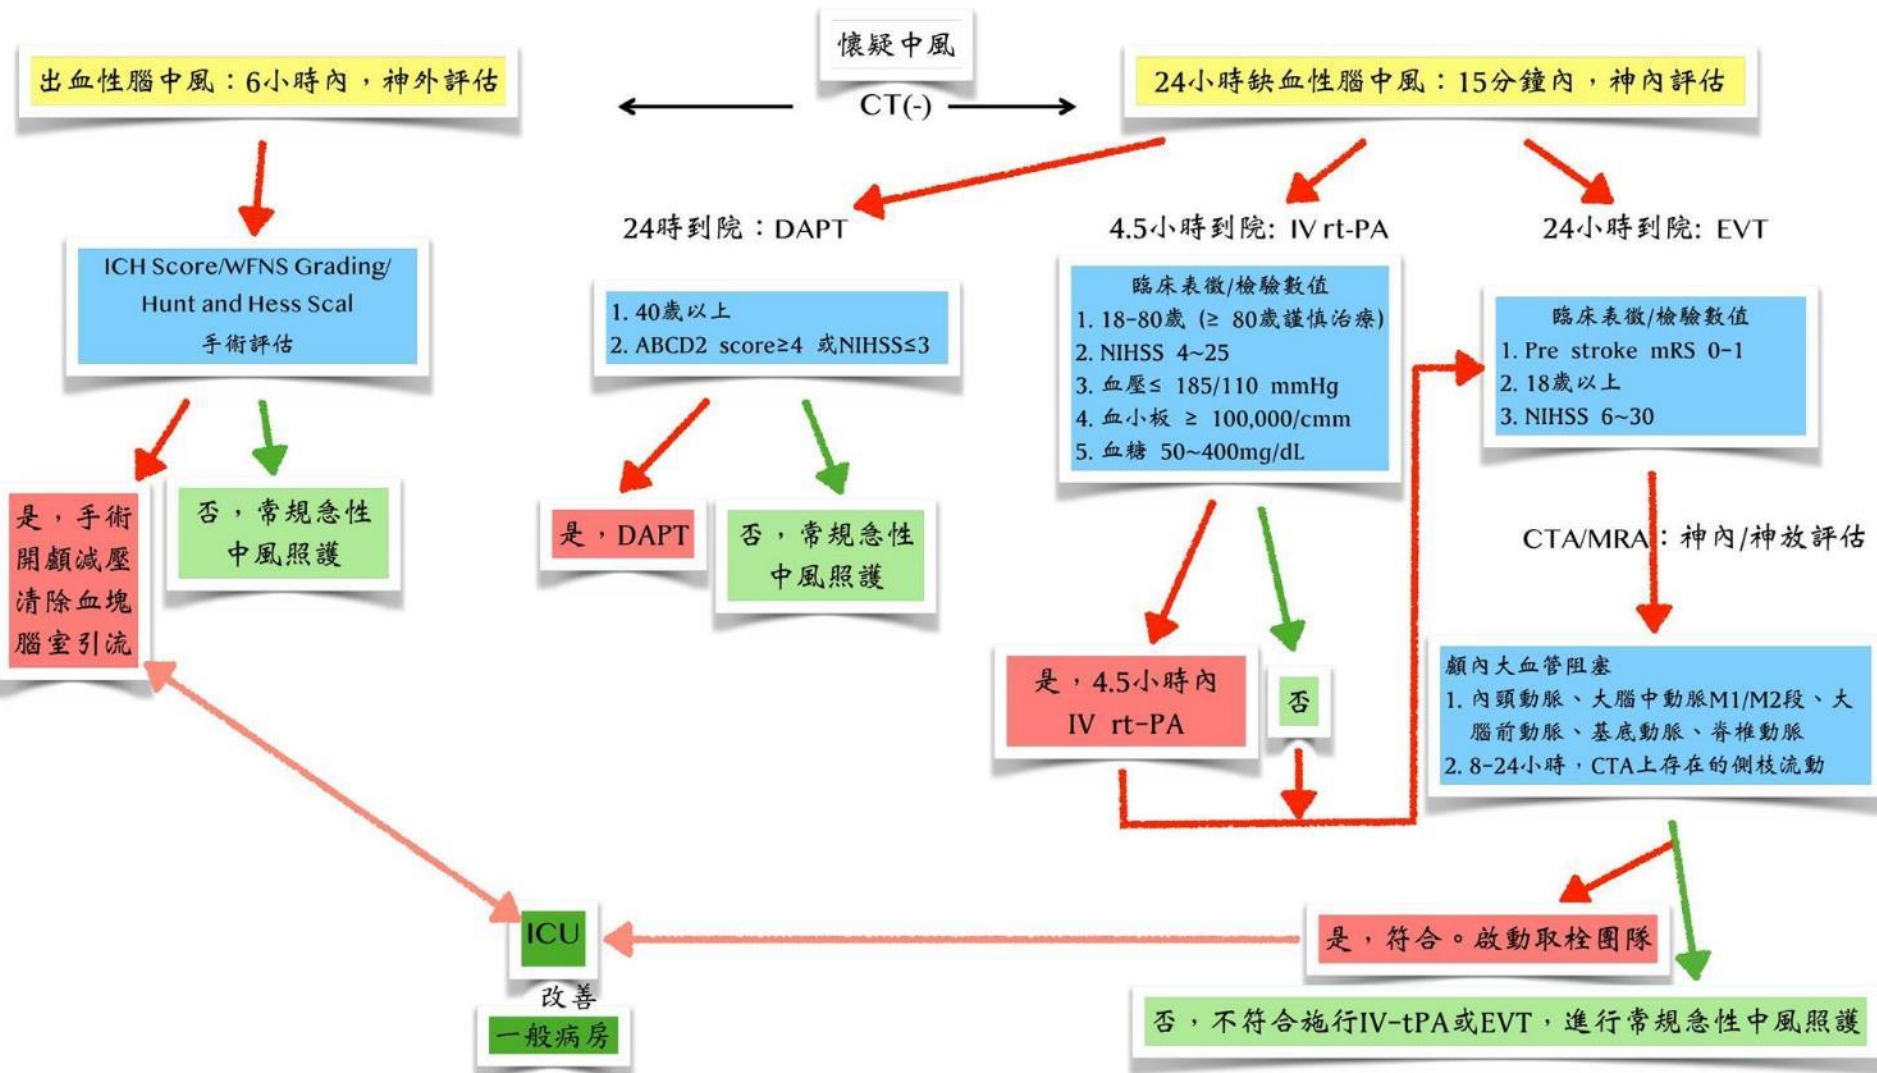 懷疑中風
CT(-)
出血性腦中風：6小時內，神外評估
ICH Score/WFNS Grading/
Hunt and Hess Scal
手術評估
是，手術
開顱減壓
清除血塊
腦室引流
否，常規急性
中風照護
24小時缺血性腦中風：15分鐘內，神內評估
24時到院：DAPT
1. 40歲以上
2. ABCD2 score≥4 或NIHSS≤3
是，DAPT
否，常規急性
中風照護
4.5小時到院: IV rt-PA
臨床表徵/檢驗數值
1. 18-80歲 (≥ 80歲謹慎治療)
2. NIHSS 4~25
3. 血壓≤ 185/110 mmHg
4. 血小板 ≥ 100,000/cmm
5. 血糖 50~400mg/dL
是，4.5小時內
IV rt-PA
否
24小時到院: EVT
臨床表徵/檢驗數值
1. Pre stroke mRS 0-1
2. 18歲以上
3. NIHSS 6~30
CTA/MRA：神內/神放評估
顱內大血管阻塞
1. 內頸動脈、大腦中動脈M1/M2段、大
腦前動脈、基底動脈、脊椎動脈
2. 8-24小時，CTA上存在的側枝流動
是，符合。啟動取栓團隊
否，不符合施行IV-tPA或EVT，進行常規急性中風照護
ICU
改善
一般病房